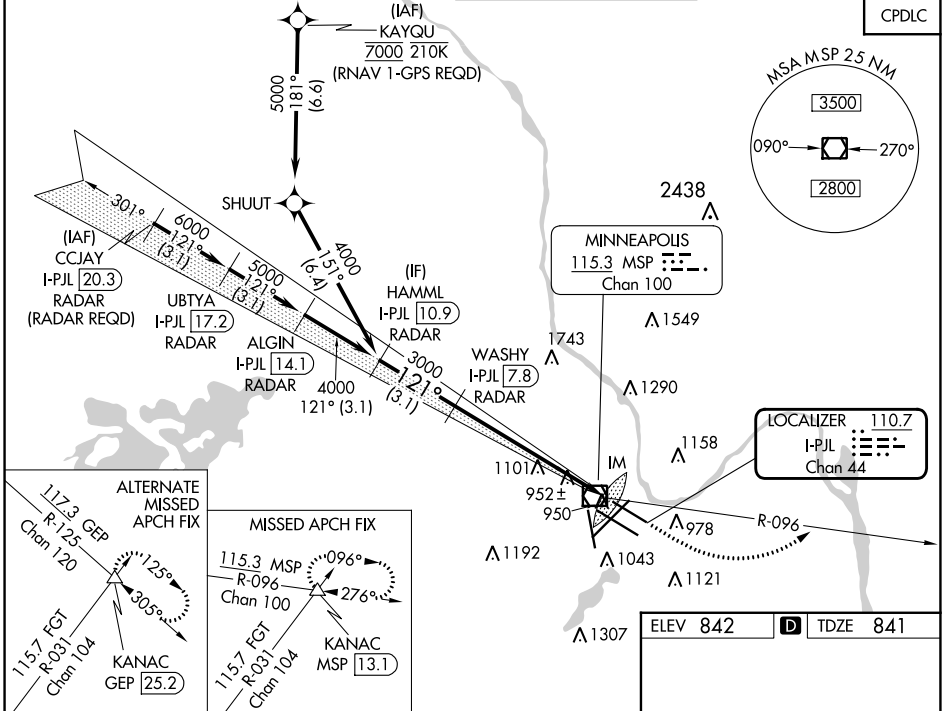 (IAF)
KAYQU
7000 210K
(RNAV 1-GPS REQD)
CPDLC
MSA MSP 25 NM
3500
090°
270°
2800
5000
181°
(6.6)
SHUUT
2438
MINNEAPOLIS
115.3 MSP
Chan 100
301°
6000
121°
(3.1)
(IAF)
CCJAY
I-PJL 20.3
RADAR
(RADAR REQD)
5000
121°
(3.1)
UBTYA
I-PJL 17.2
RADAR
4000
151°
(6.4)
(IF)
HAMML
I-PJL 10.9
RADAR
ALGIN
I-PJL 14.1
RADAR
4000
121° (3.1)
3000
121°
(3.1)
WASHY
I-PJL 7.8
RADAR
1743
1549
1290
1158
LOCALIZER 110.7
I-PJL
Chan 44
1101
IM
952±
950
978
R-096
1192
1043
1121
1307
ALTERNATE
MISSED
APCH FIX
117.3 GEP
R-125
Chan 120
125°
305°
115.7 FGT
R-031
Chan 104
KANAC
GEP 25.2
MISSED APCH FIX
115.3 MSP
R-096
Chan 100
096°
276°
115.7 FGT
R-031
Chan 104
KANAC
MSP 13.1
ELEV 842 D TDZE 841